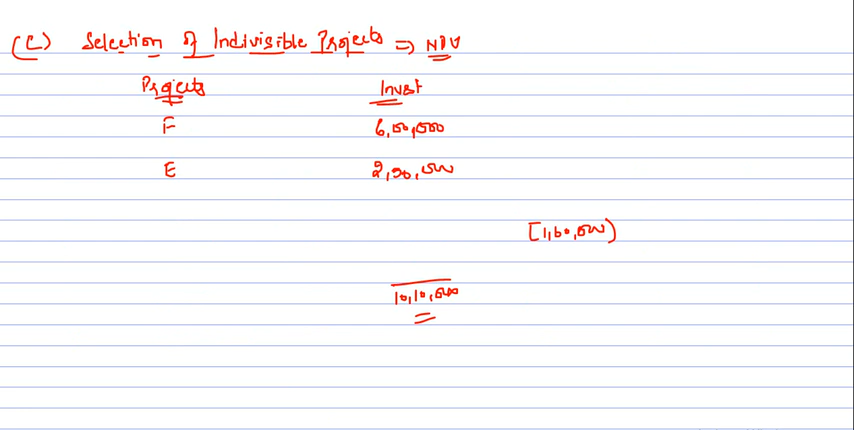 (C) Selection of Indivisible Projects => NPV
Projects Invest
F 6,00,000
E 2,50,000
[1,60,000)
10,10,000